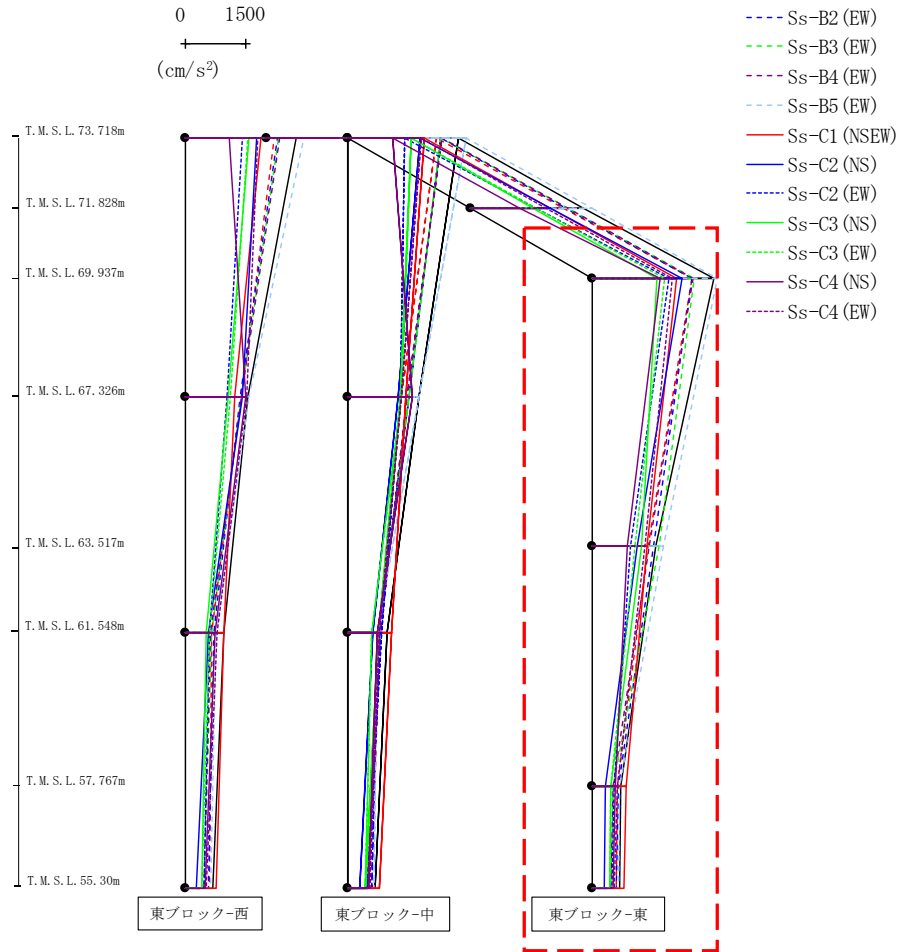 0 1500
(cm/s²)
Ss-B2(EW)
Ss-B3(EW)
Ss-B4(EW)
Ss-B5(EW)
Ss-C1(NSEW)
Ss-C2(NS)
Ss-C2(EW)
Ss-C3(NS)
Ss-C3(EW)
Ss-C4(NS)
Ss-C4(EW)
T.M.S.L.73.718m
T.M.S.L.71.828m
T.M.S.L.69.937m
T.M.S.L.67.326m
T.M.S.L.63.517m
T.M.S.L.61.548m
T.M.S.L.57.767m
T.M.S.L.55.30m
東ブロック-西
東ブロック-中
東ブロック-東